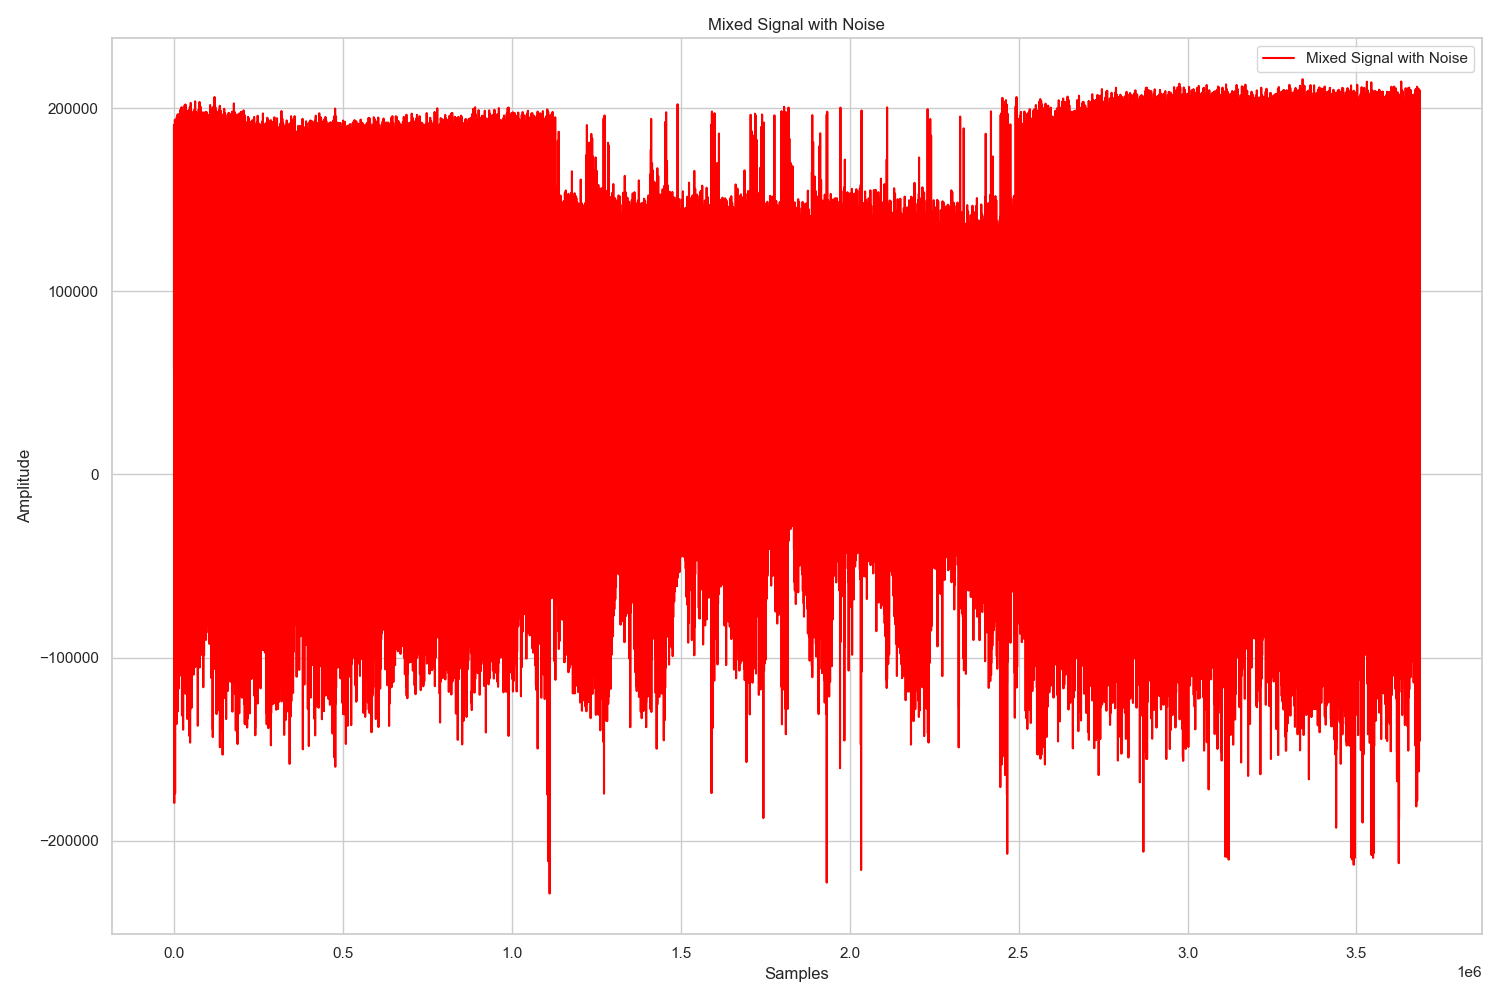 Mixed Signal with Noise
Mixed Signal with Noise
200000
100000
0
−100000
−200000
Amplitude
0.0 0.5 1.0 1.5 2.0 2.5 3.0 3.5
1e6
Samples